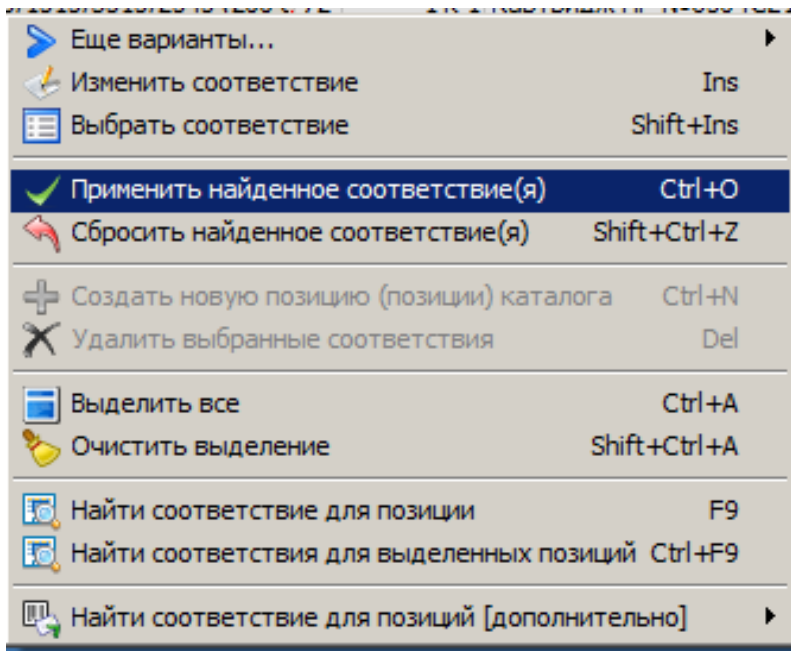 Еще варианты...
Изменить соответствие Ins
Выбрать соответствие Shift+Ins
Применить найденное соответствие(я) Ctrl+O
Сбросить найденное соответствие(я) Shift+Ctrl+Z
Создать новую позицию (позиции) каталога Ctrl+N
Удалить выбранные соответствия Del
Выделить все Ctrl+A
Очистить выделение Shift+Ctrl+A
Найти соответствие для позиции F9
Найти соответствия для выделенных позиций Ctrl+F9
Найти соответствие для позиций [дополнительно]